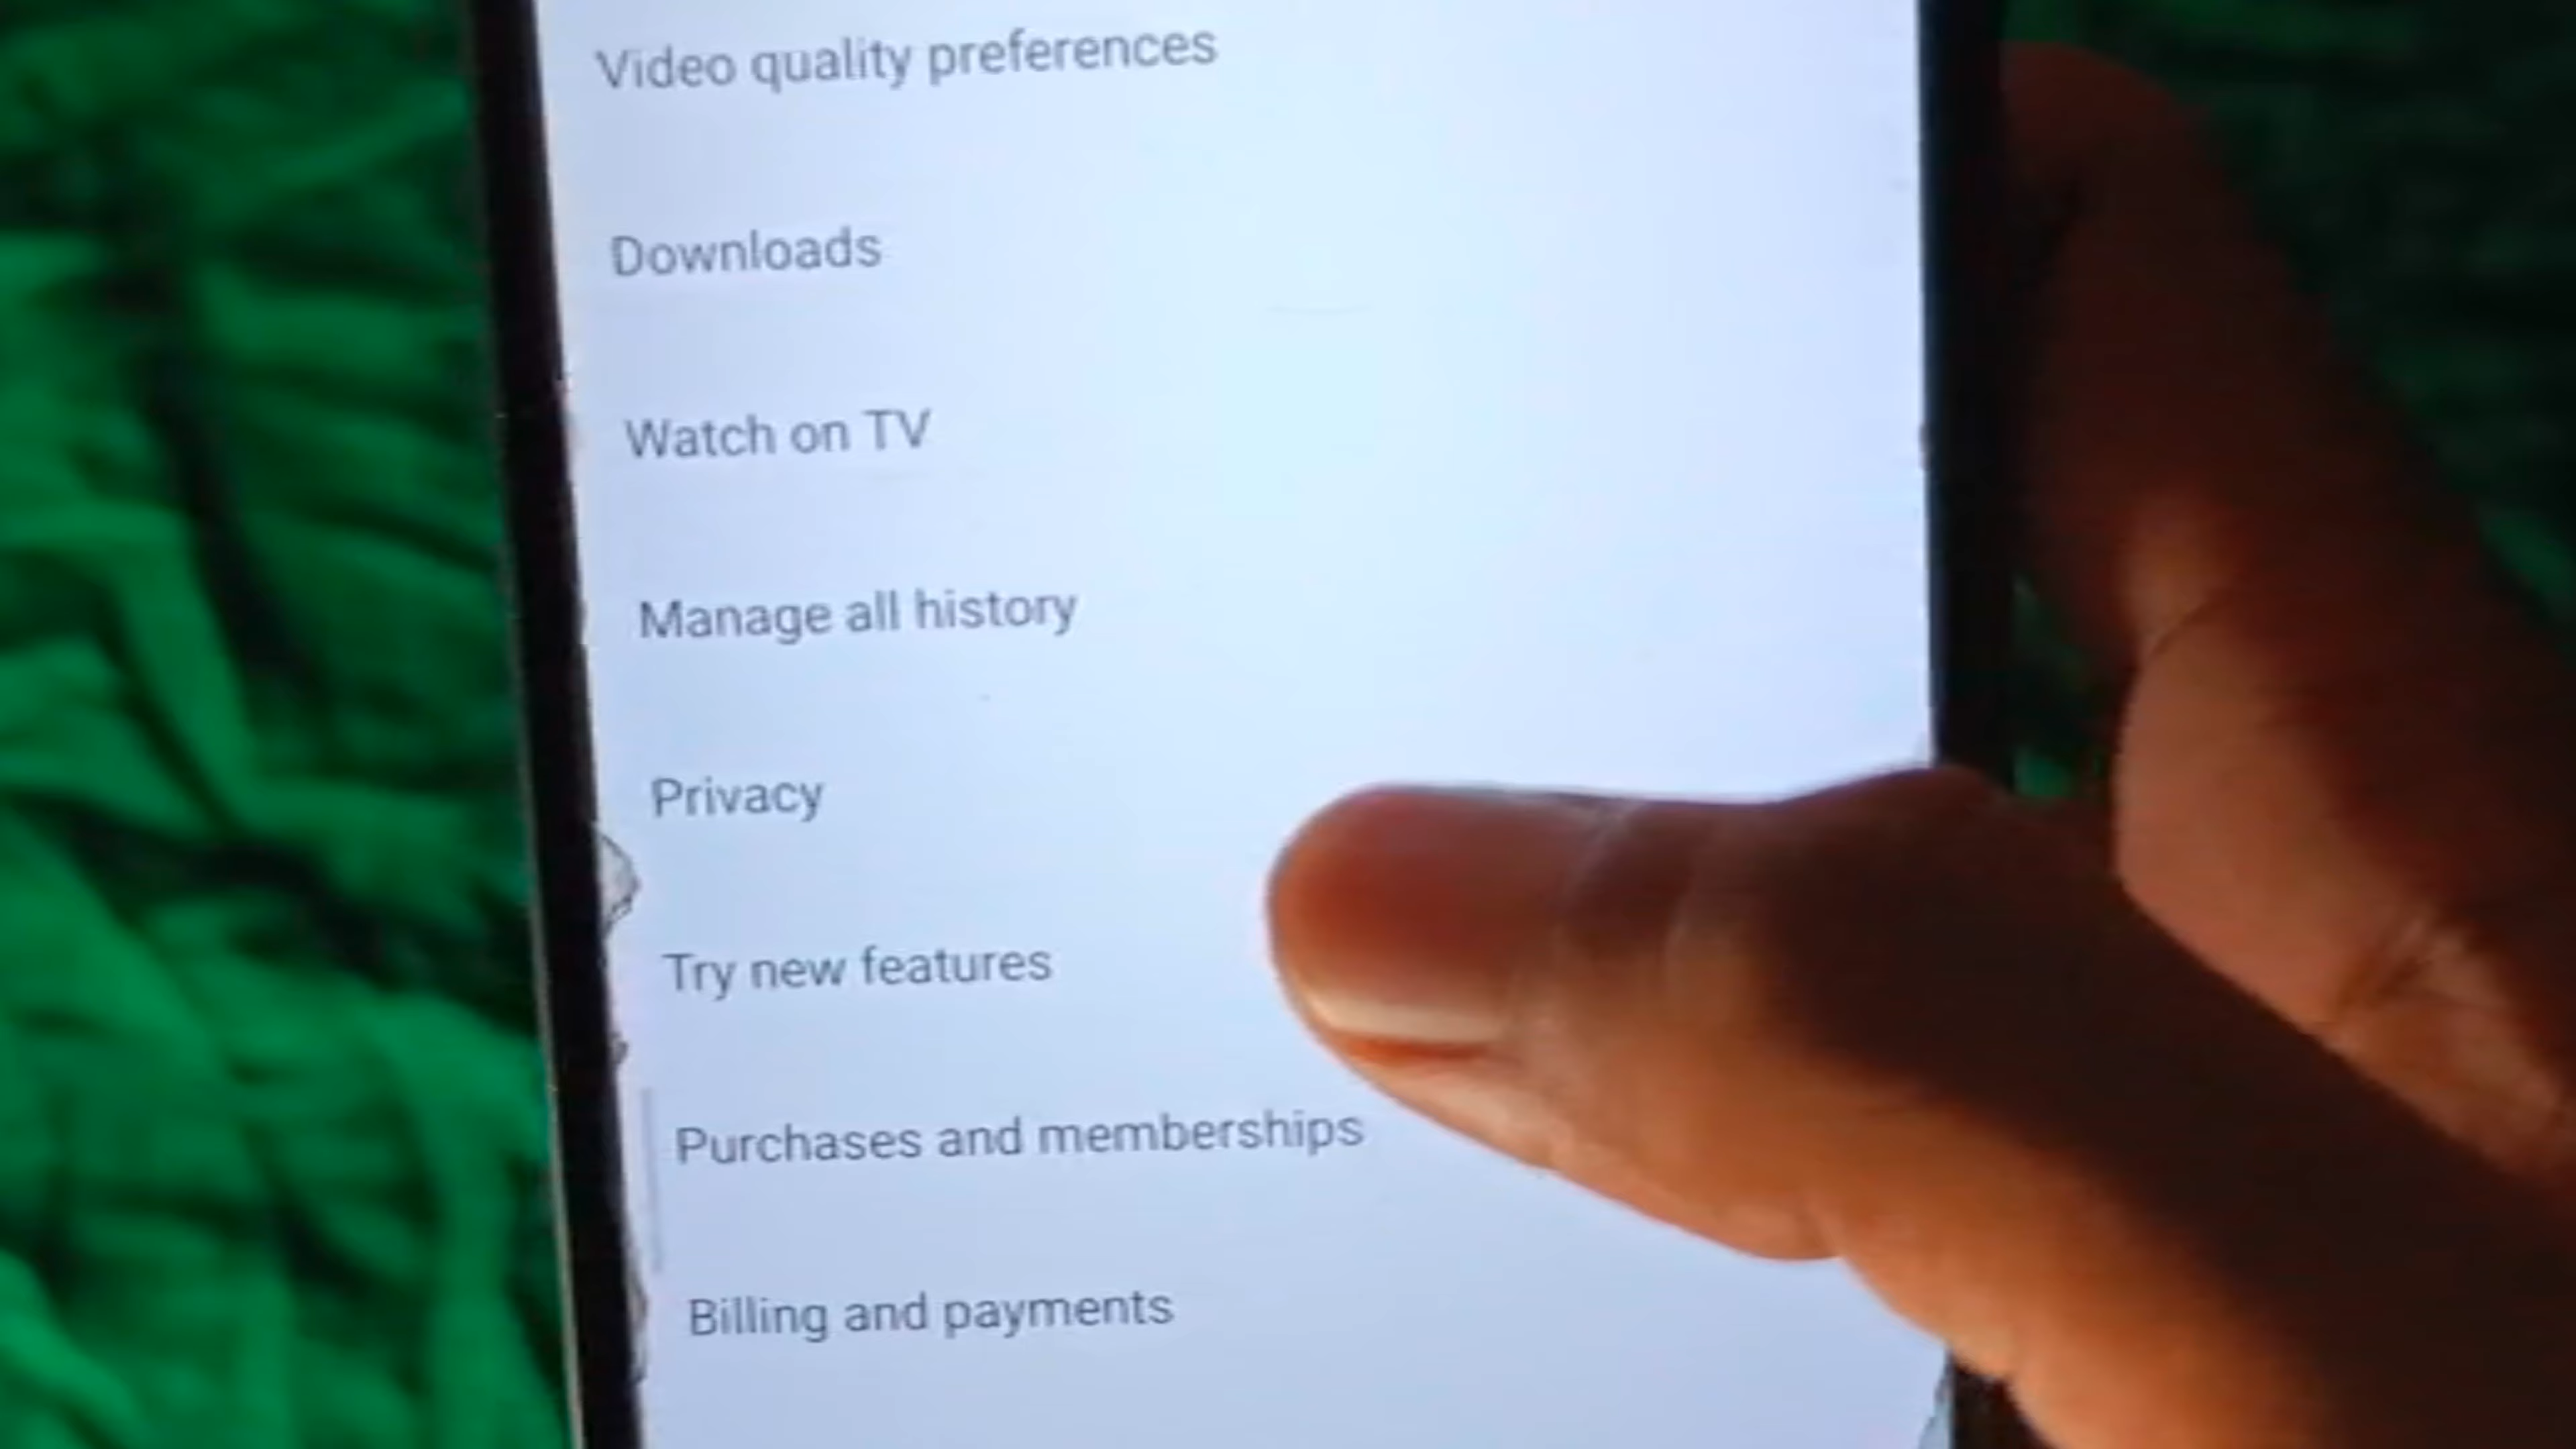 Video quality preferences
Downloads
Watch on TV
Manage all history
Privacy
Try new features
Purchases and memberships
Billing and payments